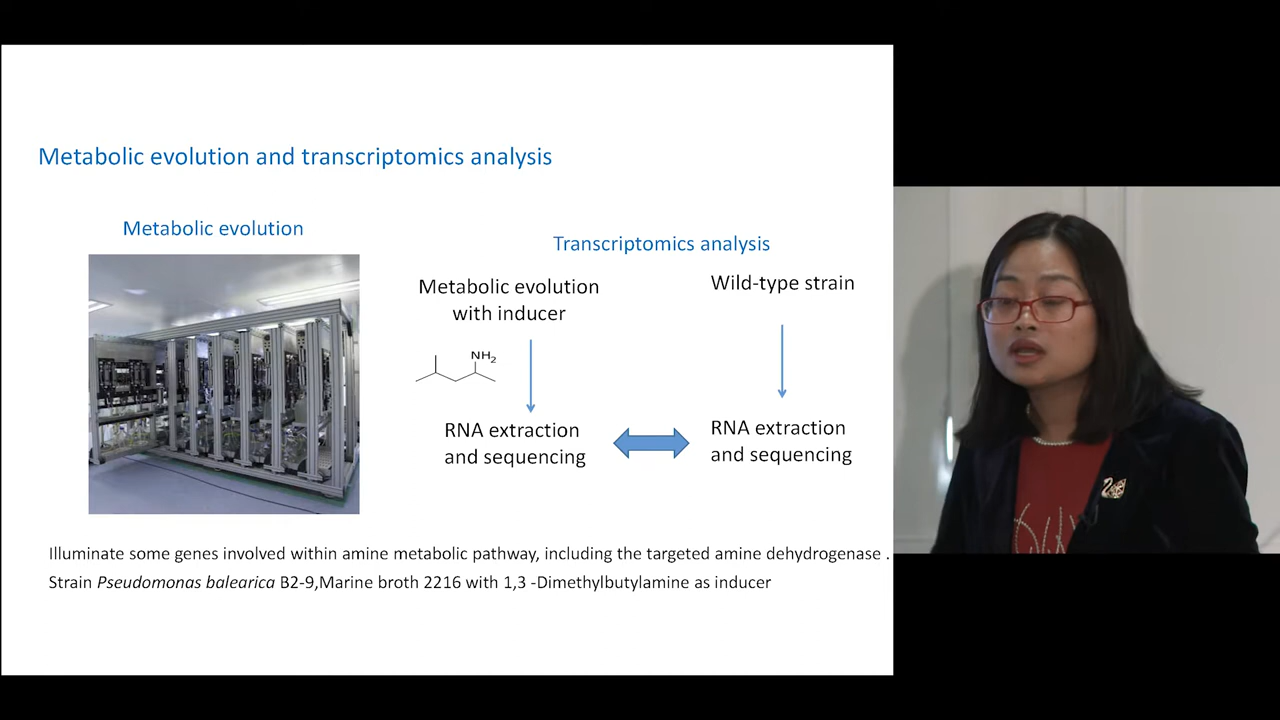 Metabolic evolution and transcriptomics analysis
Metabolic evolution
Transcriptomics analysis
Metabolic evolution
with inducer
Wild-type strain
NH2
RNA extraction
and sequencing
RNA extraction
and sequencing
Illuminate some genes involved within amine metabolic pathway, including the targeted amine dehydrogenase .
Strain Pseudomonas balearica B2-9,Marine broth 2216 with 1,3 -Dimethylbutylamine as inducer